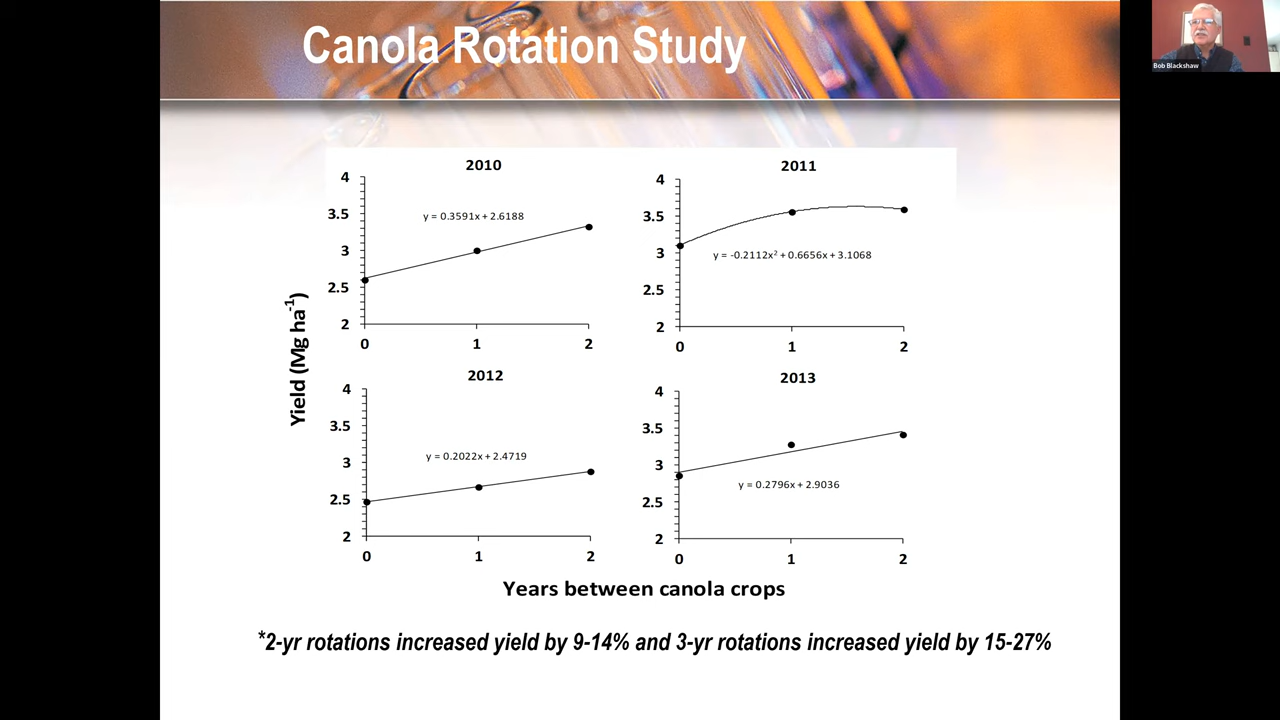 Canola Rotation Study
Bob Blackshaw
Yield (Mg ha⁻¹)
2010
4
3.5
3
2.5
2
y = 0.3591x + 2.6188
0 1 2
2011
4
3.5
3
2.5
2
y = -0.2112x² + 0.6656x + 3.1068
0 1 2
2012
4
3.5
3
2.5
2
y = 0.2022x + 2.4719
0 1 2
2013
4
3.5
3
2.5
2
y = 0.2796x + 2.9036
0 1 2
Years between canola crops
*2-yr rotations increased yield by 9-14% and 3-yr rotations increased yield by 15-27%